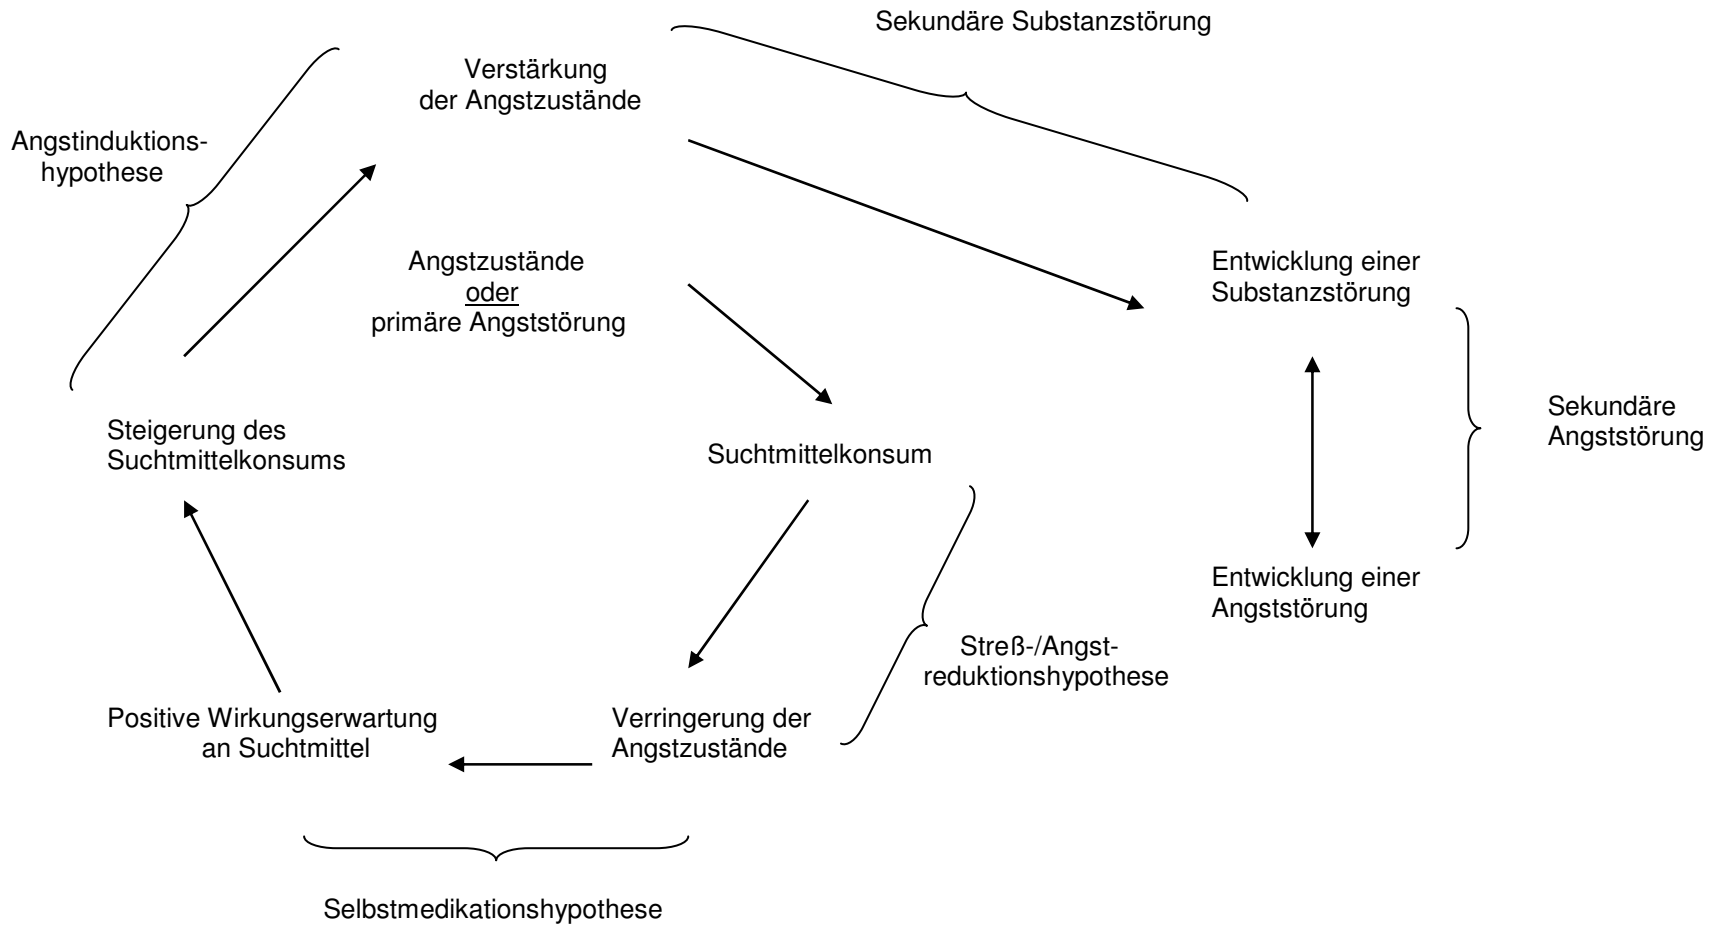 Sekundäre Substanzstörung
Verstärkung
der Angstzustände
Angstinduktions-
hypothese
Angstzustände
oder
primäre Angststörung
Entwicklung einer
Substanzstörung
Steigerung des
Suchtmittelkonsums
Suchtmittelkonsum
Sekundäre
Angststörung
Entwicklung einer
Angststörung
Streß-/Angst-
reduktionshypothese
Positive Wirkungserwartung
an Suchtmittel
Verringerung der
Angstzustände
Selbstmedikationshypothese